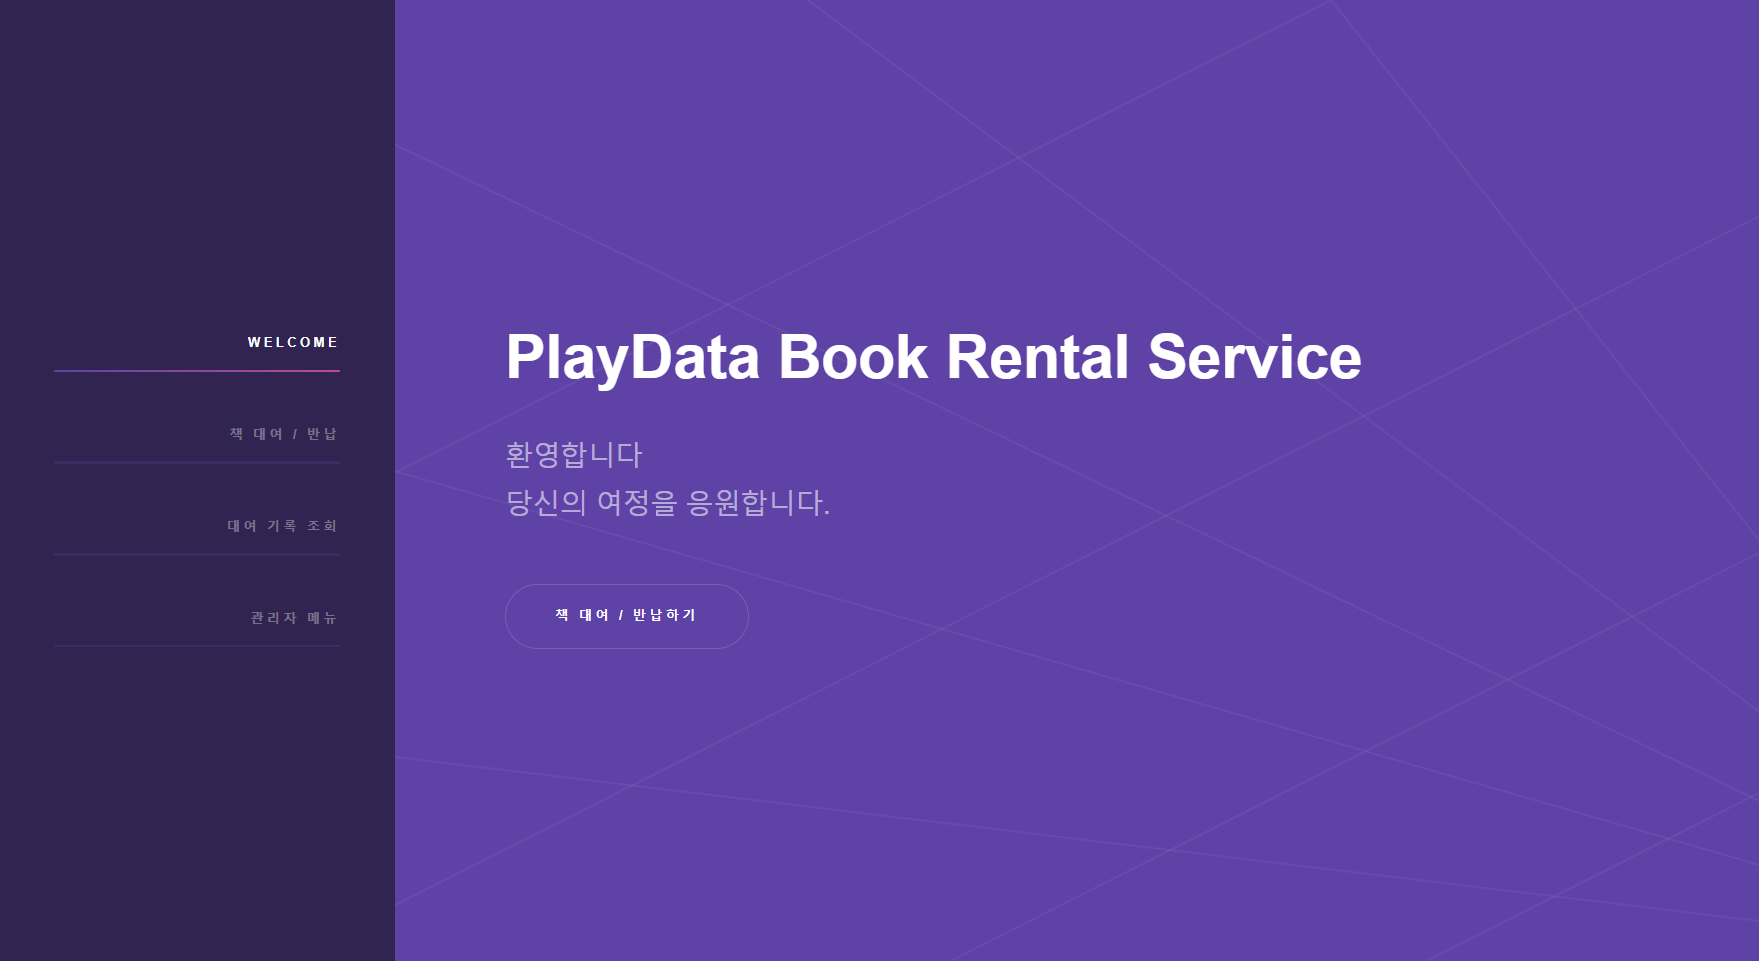 WELCOME
책 대여 / 반납
대여 기록 조회
관리자 메뉴
PlayData Book Rental Service
환영합니다
당신의 여정을 응원합니다.
책 대여 / 반납하기